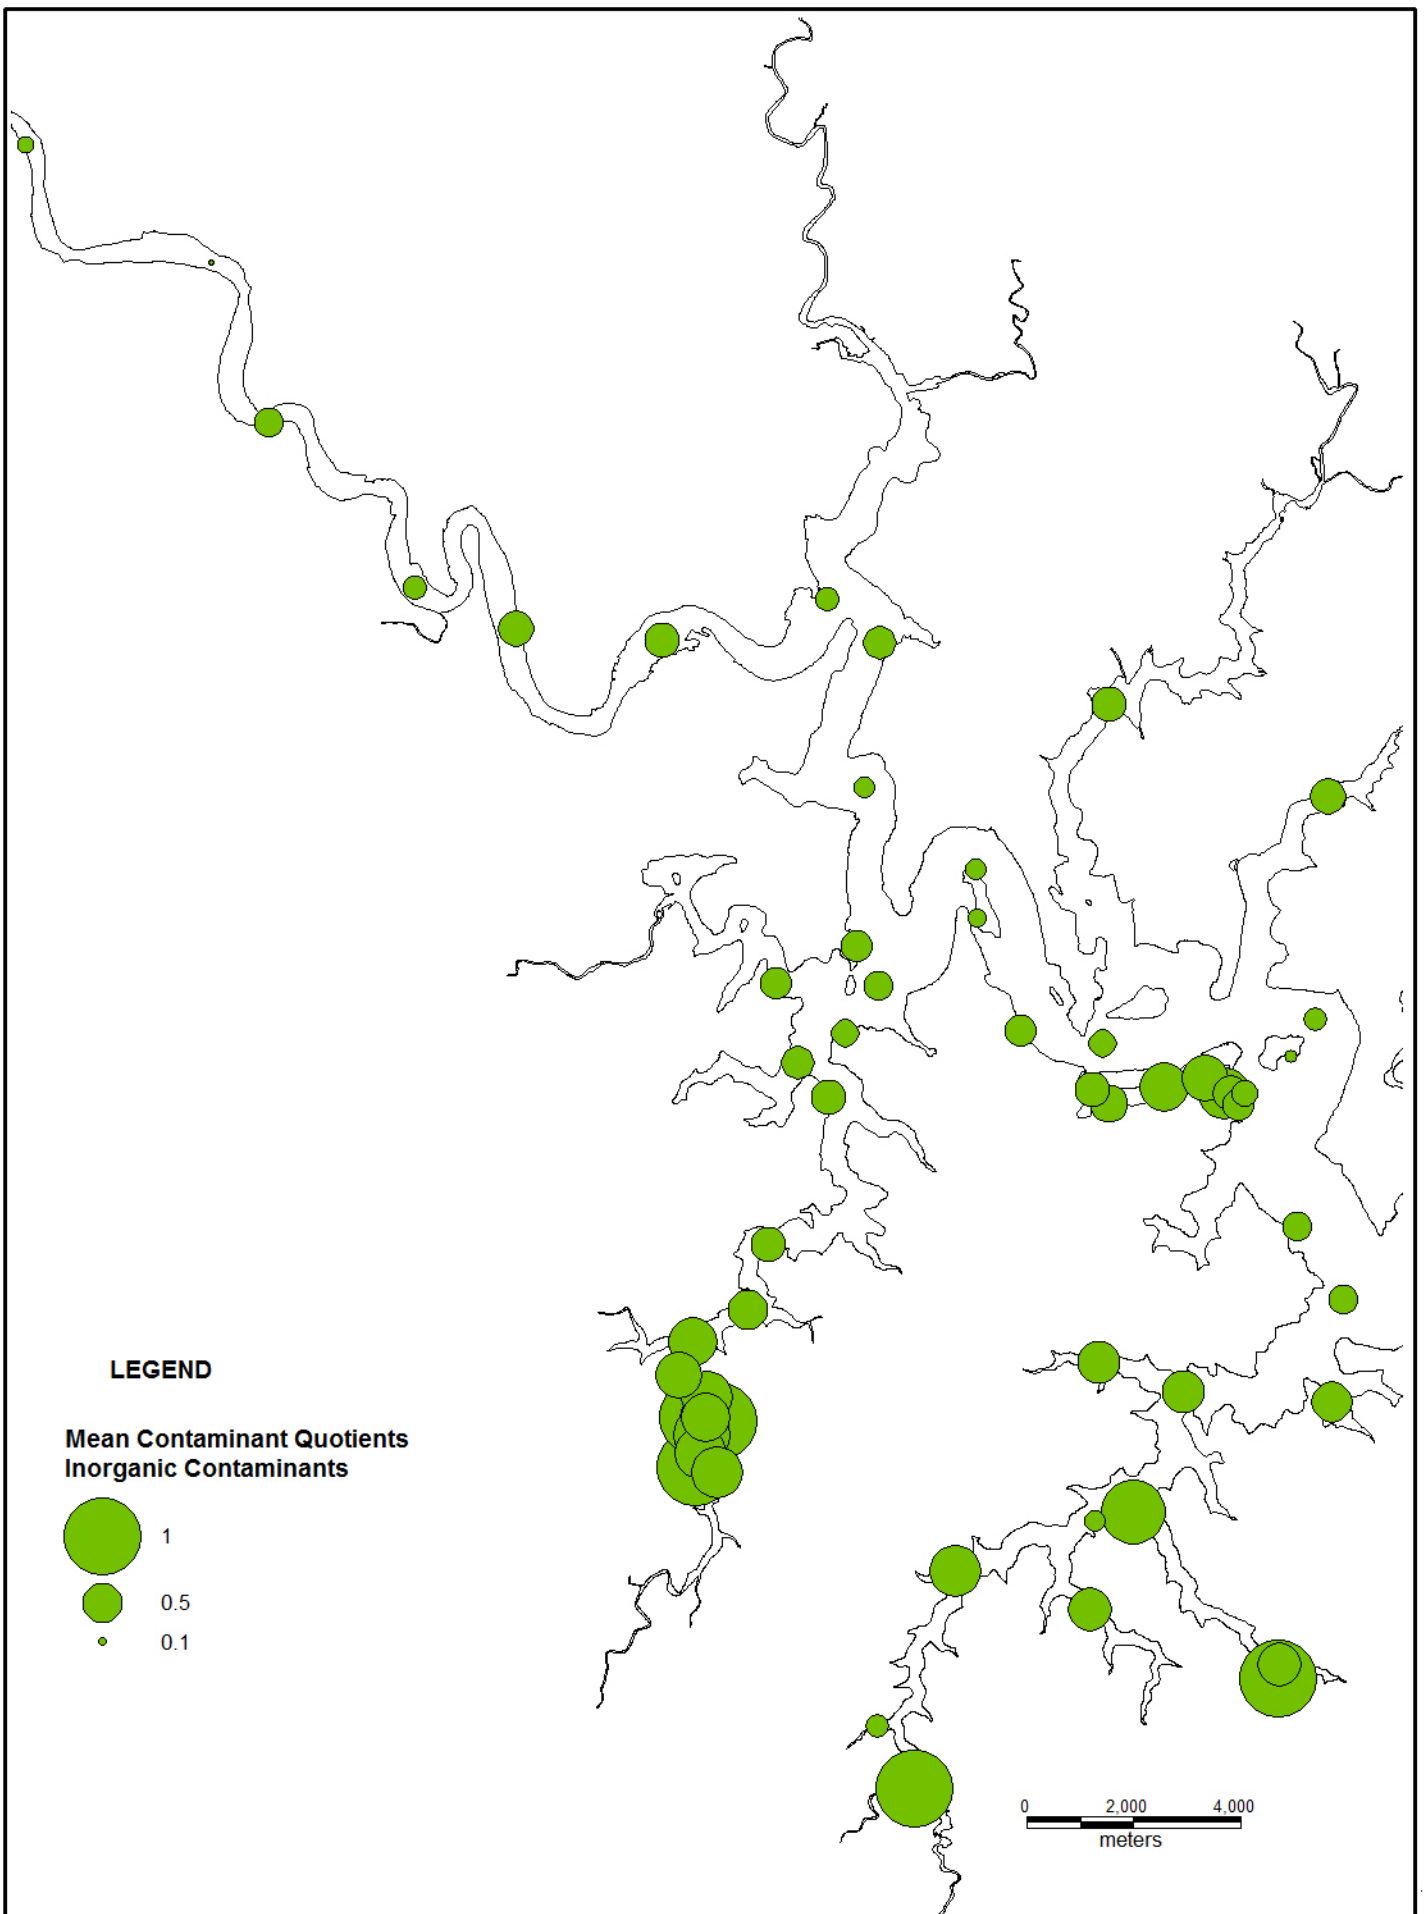 LEGEND
Mean Contaminant Quotients
Inorganic Contaminants
1
0.5
0.1
0 2,000 4,000
meters